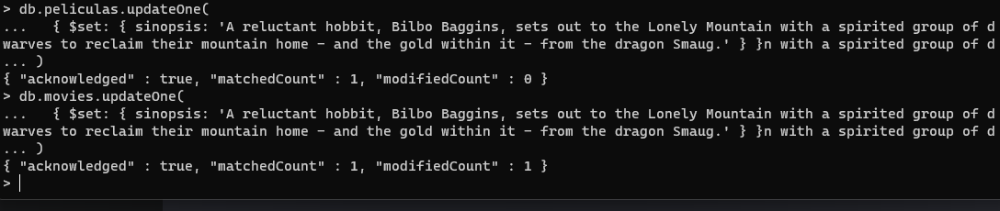 > db.peliculas.updateOne(
...   { $set: { sinopsis: 'A reluctant hobbit, Bilbo Baggins, sets out to the Lonely Mountain with a spirited group of d
warves to reclaim their mountain home - and the gold within it - from the dragon Smaug.' } }n with a spirited group of d
... )
{ "acknowledged" : true, "matchedCount" : 1, "modifiedCount" : 0 }
> db.movies.updateOne(
...   { $set: { sinopsis: 'A reluctant hobbit, Bilbo Baggins, sets out to the Lonely Mountain with a spirited group of d
warves to reclaim their mountain home - and the gold within it - from the dragon Smaug.' } }n with a spirited group of d
... )
{ "acknowledged" : true, "matchedCount" : 1, "modifiedCount" : 1 }
>